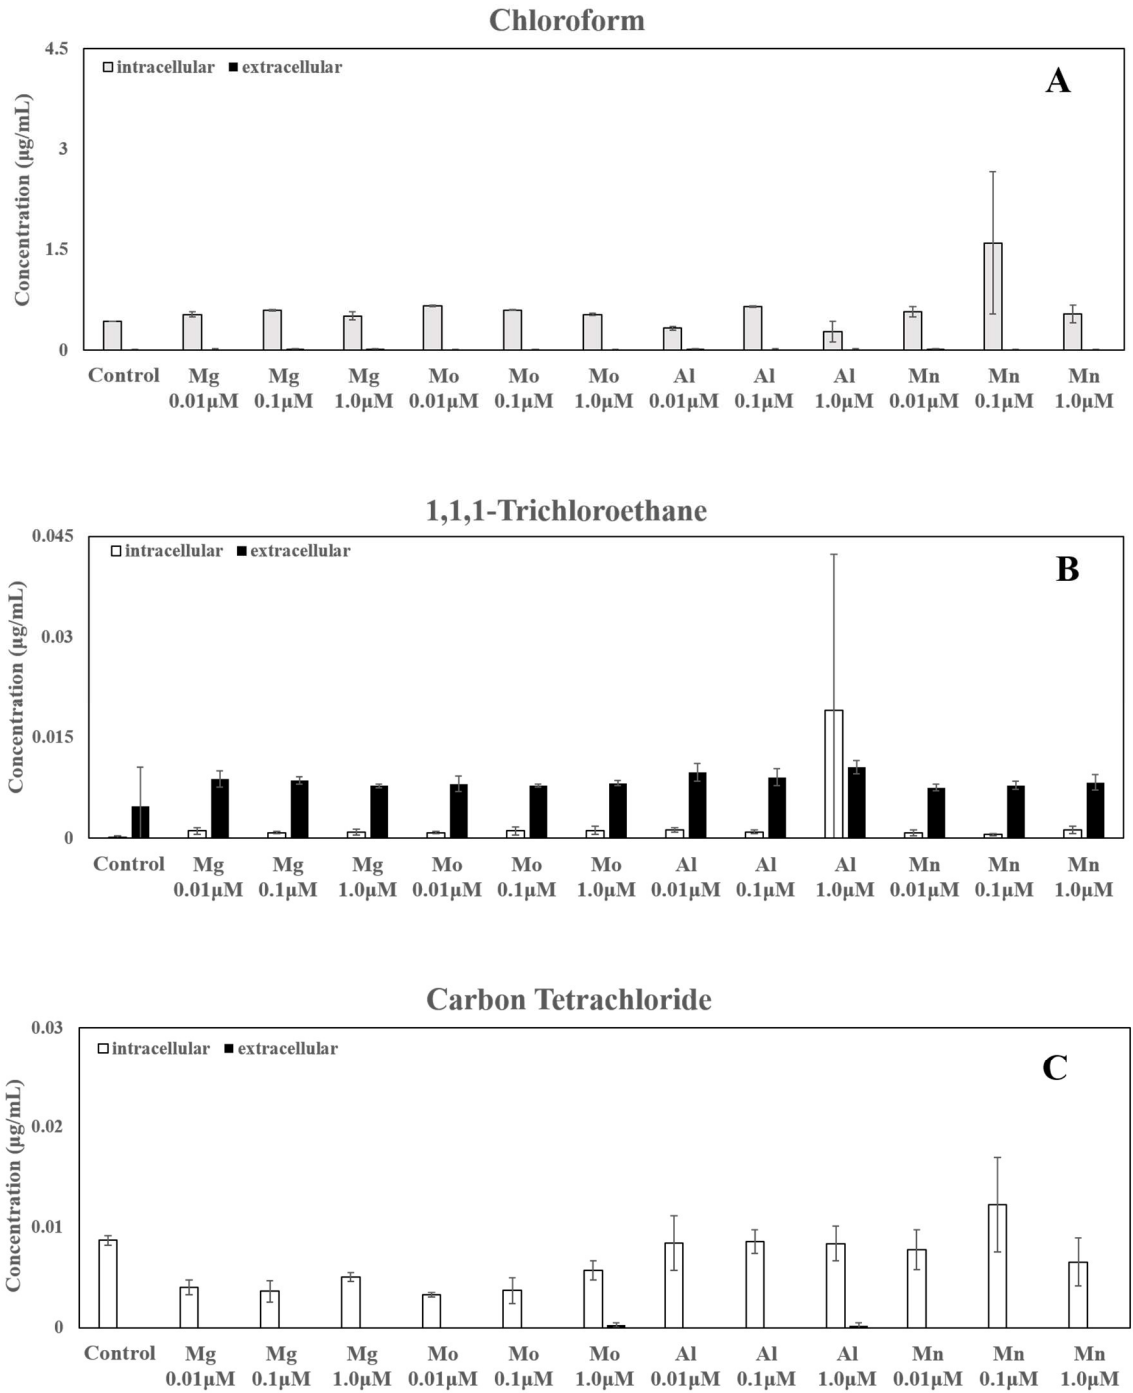 Chloroform
4.5
intracellular extracellular
A
3
Concentration (µg/mL)
1.5
0
Control Mg Mg Mg Mo Mo Mo Al Al Al Mn Mn Mn
0.01µM 0.1µM 1.0µM 0.01µM 0.1µM 1.0µM 0.01µM 0.1µM 1.0µM 0.01µM 0.1µM 1.0µM
1,1,1-Trichloroethane
0.045
intracellular extracellular
B
0.03
Concentration (µg/mL)
0.015
0
Control Mg Mg Mg Mo Mo Mo Al Al Al Mn Mn Mn
0.01µM 0.1µM 1.0µM 0.01µM 0.1µM 1.0µM 0.01µM 0.1µM 1.0µM 0.01µM 0.1µM 1.0µM
Carbon Tetrachloride
0.03
intracellular extracellular
C
0.02
Concentration (µg/mL)
0.01
0
Control Mg Mg Mg Mo Mo Mo Al Al Al Mn Mn Mn
0.01µM 0.1µM 1.0µM 0.01µM 0.1µM 1.0µM 0.01µM 0.1µM 1.0µM 0.01µM 0.1µM 1.0µM